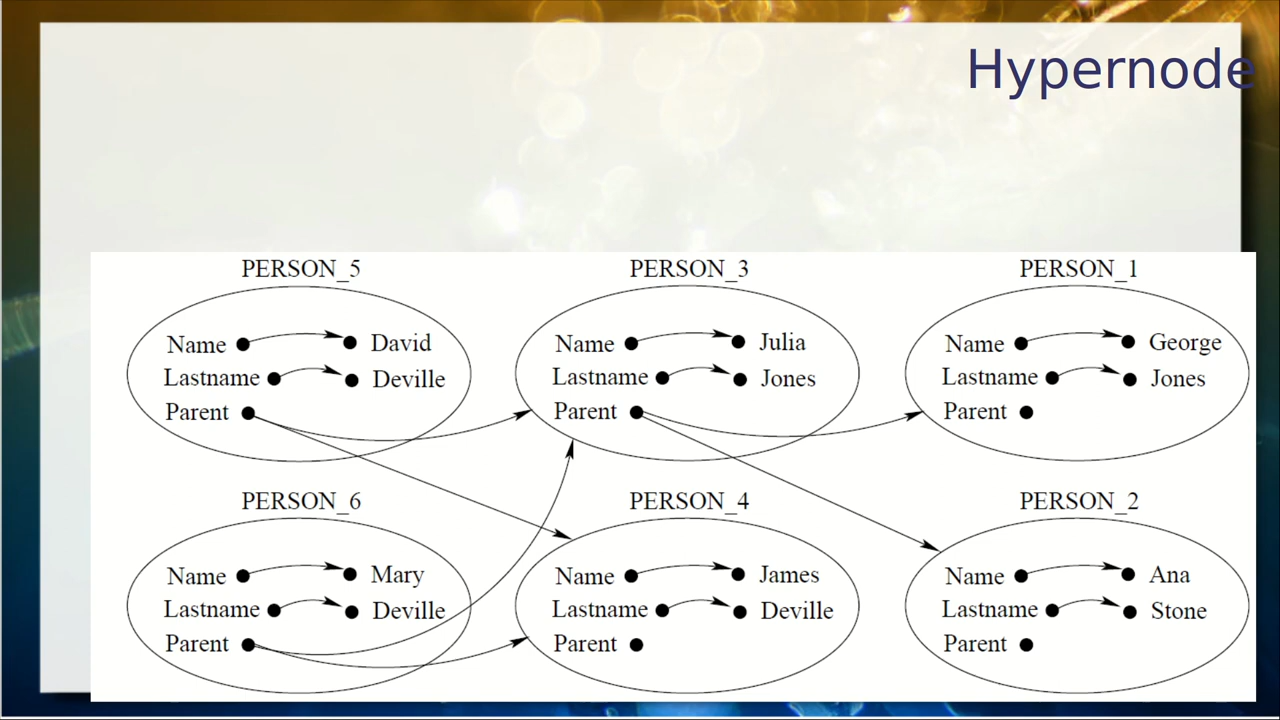 Hypernode
PERSON_5
Name David
Lastname Deville
Parent
PERSON_3
Name Julia
Lastname Jones
Parent
PERSON_1
Name George
Lastname Jones
Parent
PERSON_6
Name Mary
Lastname Deville
Parent
PERSON_4
Name James
Lastname Deville
Parent
PERSON_2
Name Ana
Lastname Stone
Parent